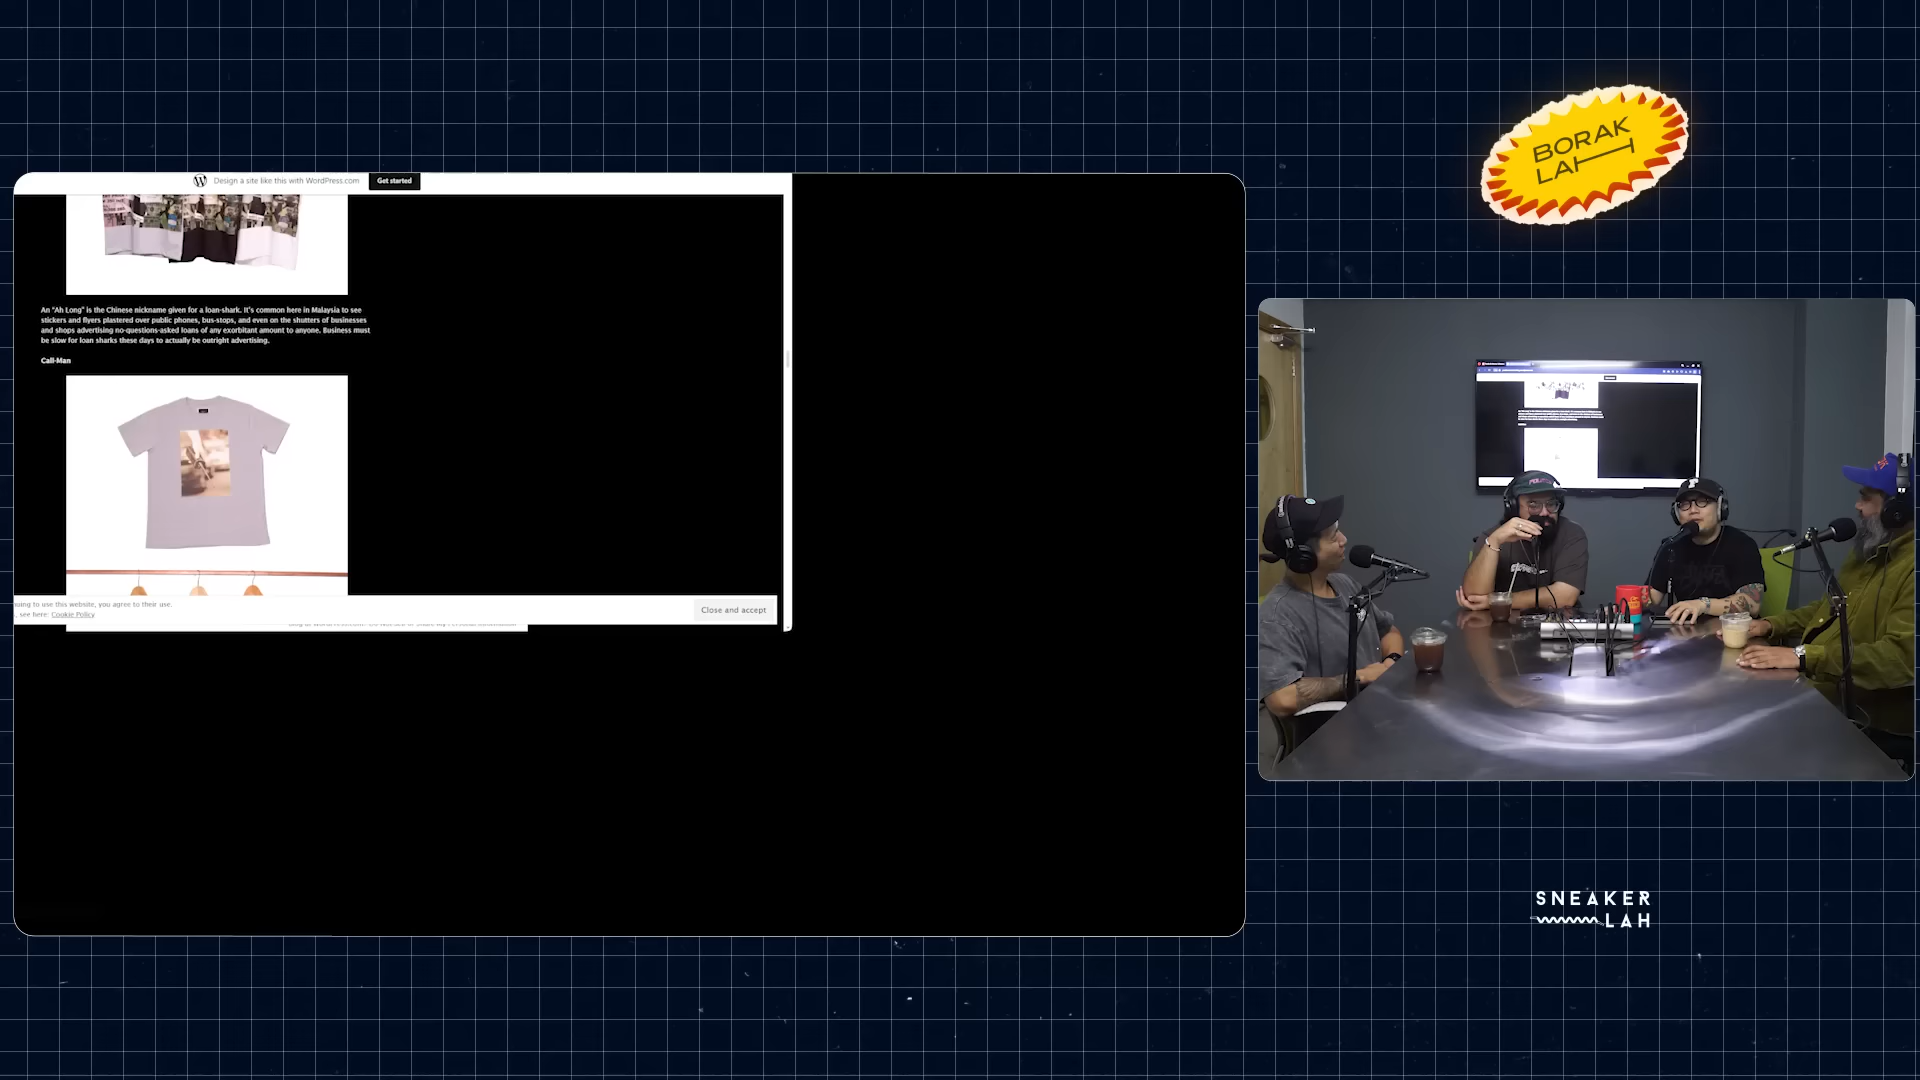 Design a site like this with WordPress.com
Get started
An "Ah Long" is the Chinese nickname given for a loan-shark. It's common here in Malaysia to see
stickers and flyers plastered over public phones, bus-stops, and even on the shutters of businesses
and shops advertising no-questions-asked loans of any exorbitant amount to anyone. Business must
be slow for loan sharks these days to actually be outright advertising.
Call-Man
to use this website, you agree to their use.
, see here: Cookie Policy
Close and accept
BORAK
LAH
SNEAKER
LAH